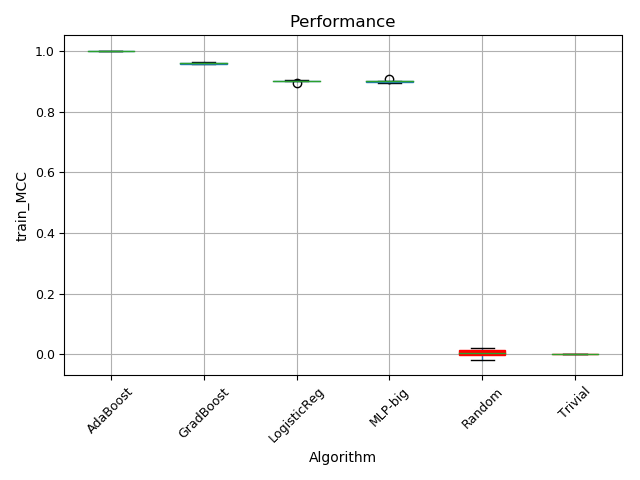 Performance
train_MCC
1.0
0.8
0.6
0.4
0.2
0.0
AdaBoost
GradBoost
LogisticReg
MLP-big
Random
Trivial
Algorithm